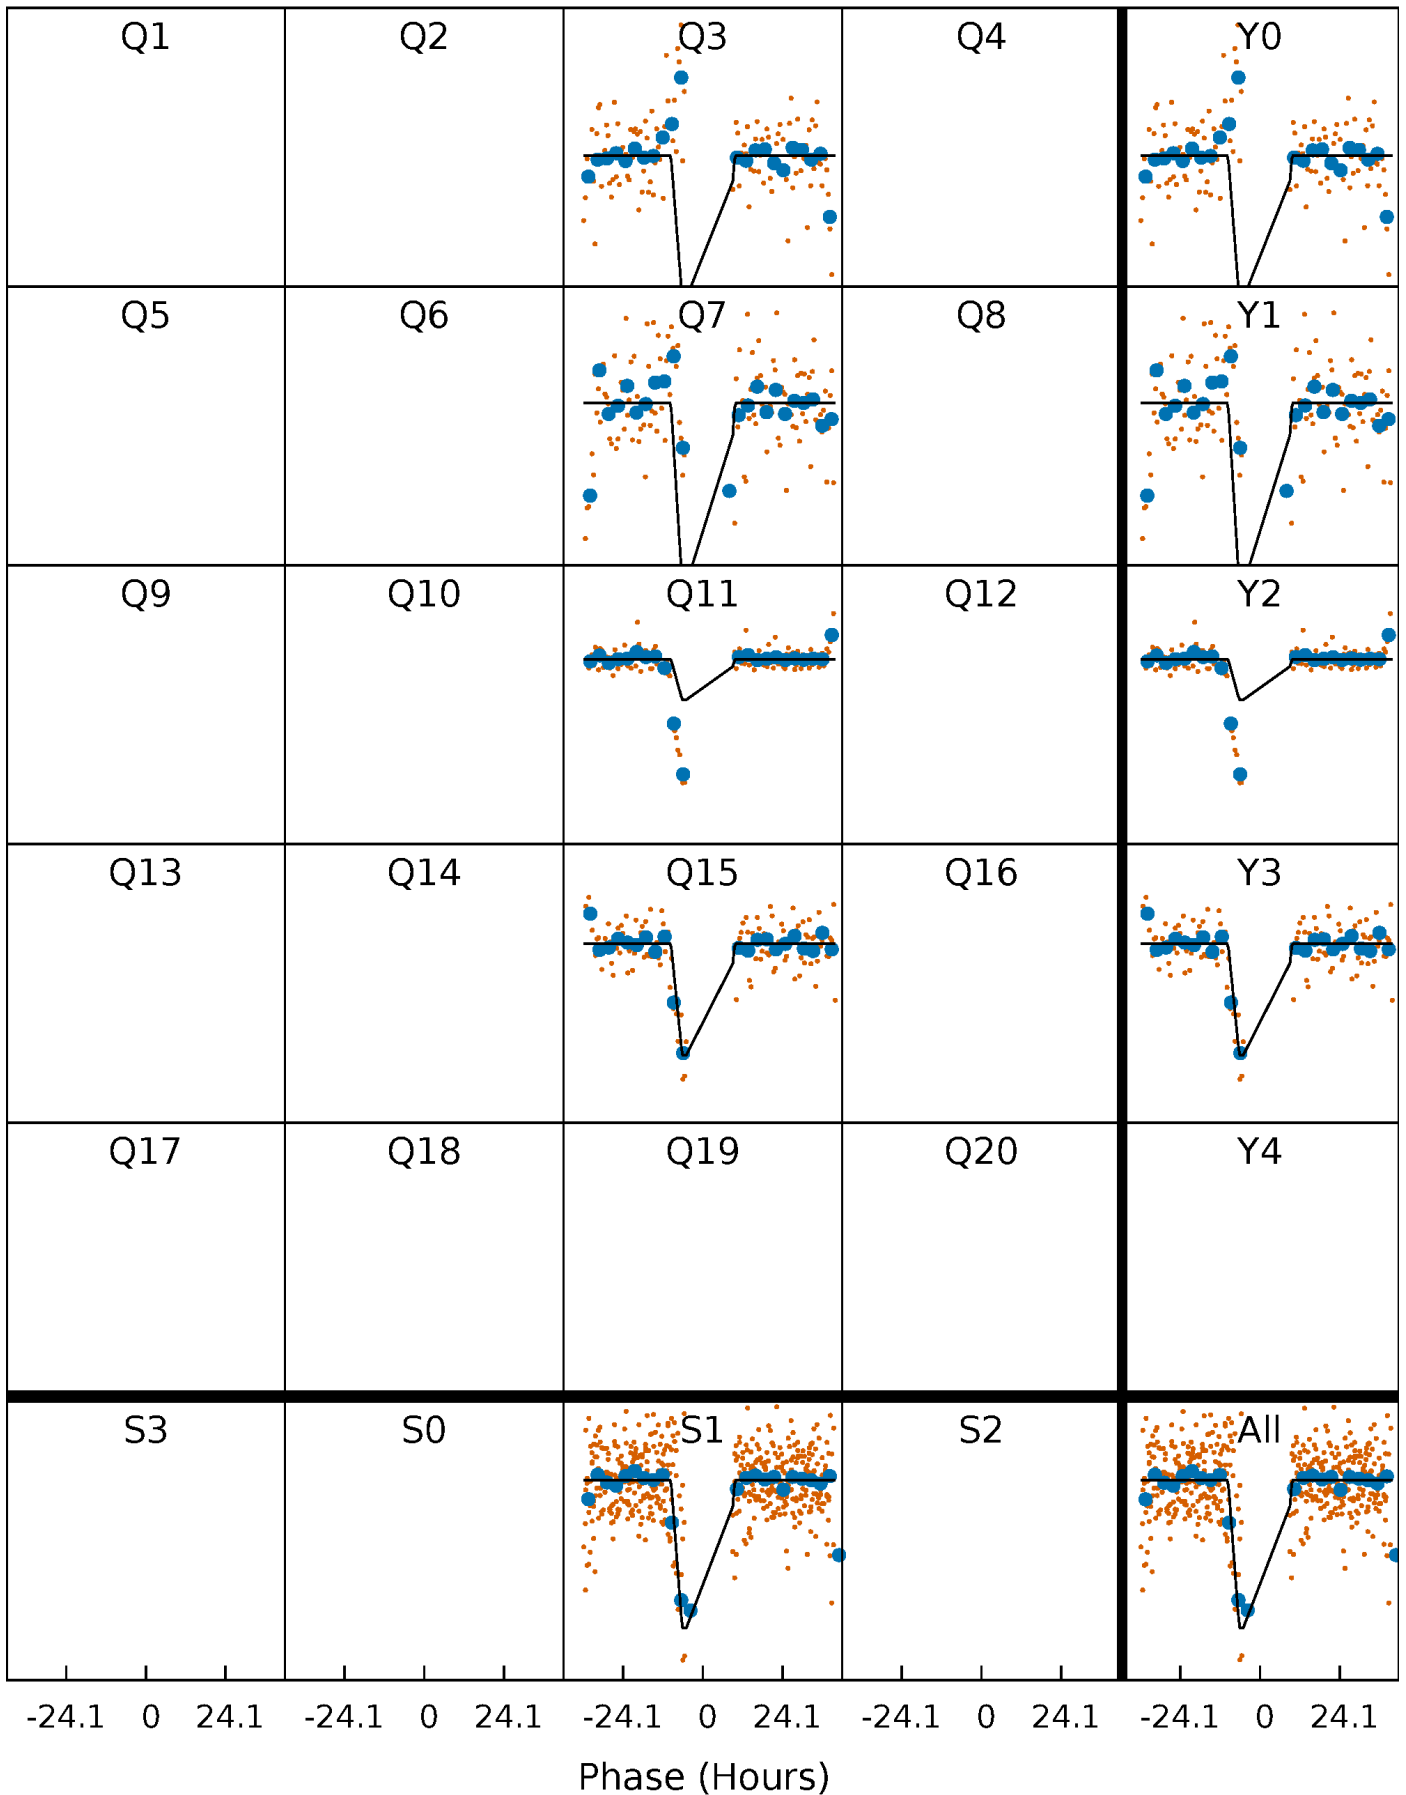 Q1 Q2 Q3 Q4 Y0
Q5 Q6 Q7 Q8 Y1
Q9 Q10 Q11 Q12 Y2
Q13 Q14 Q15 Q16 Y3
Q17 Q18 Q19 Q20 Y4
S3 S0 S1 S2 All
-24.1 0 24.1 -24.1 0 24.1 -24.1 0 24.1 -24.1 0 24.1 -24.1 0 24.1
Phase (Hours)